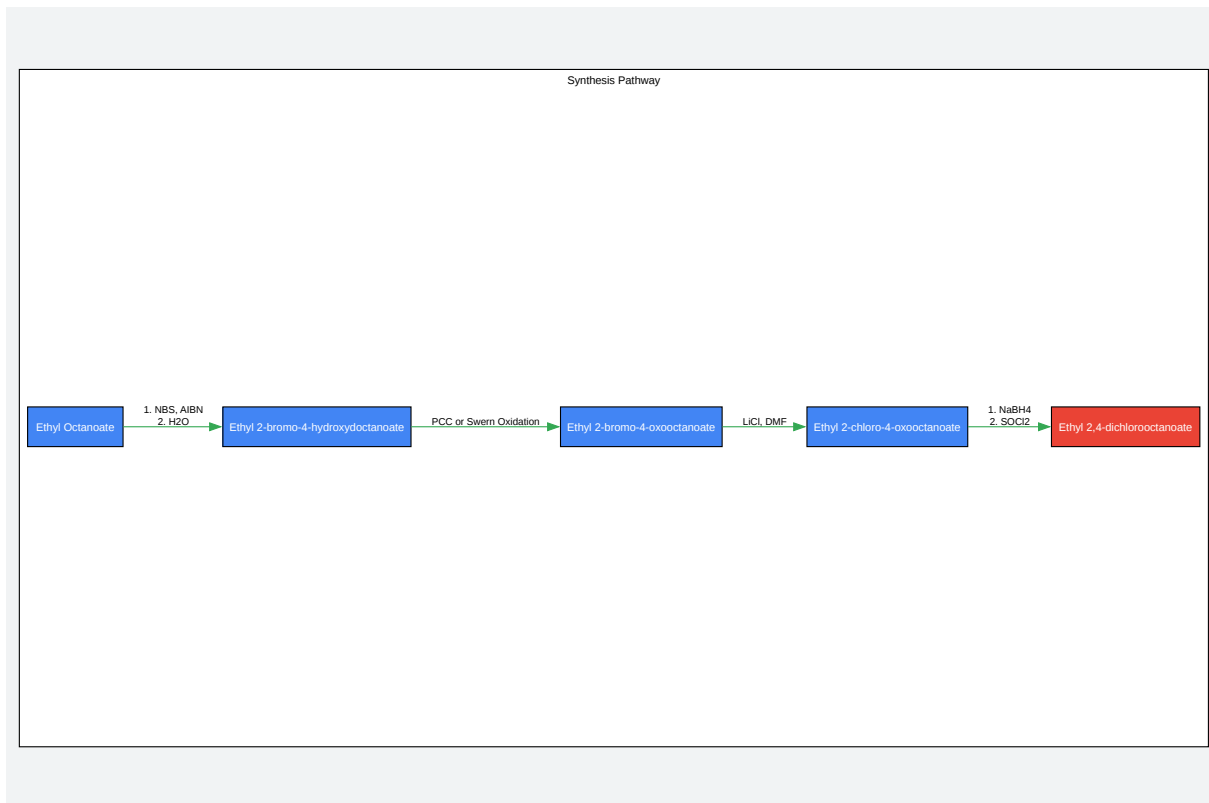 Synthesis Pathway
Ethyl Octanoate
1. NBS, AIBN
2. H2O
Ethyl 2-bromo-4-hydroxydoctanoate
PCC or Swern Oxidation
Ethyl 2-bromo-4-oxooctanoate
LiCl, DMF
Ethyl 2-chloro-4-oxooctanoate
1. NaBH4
2. SOCl2
Ethyl 2,4-dichlorooctanoate